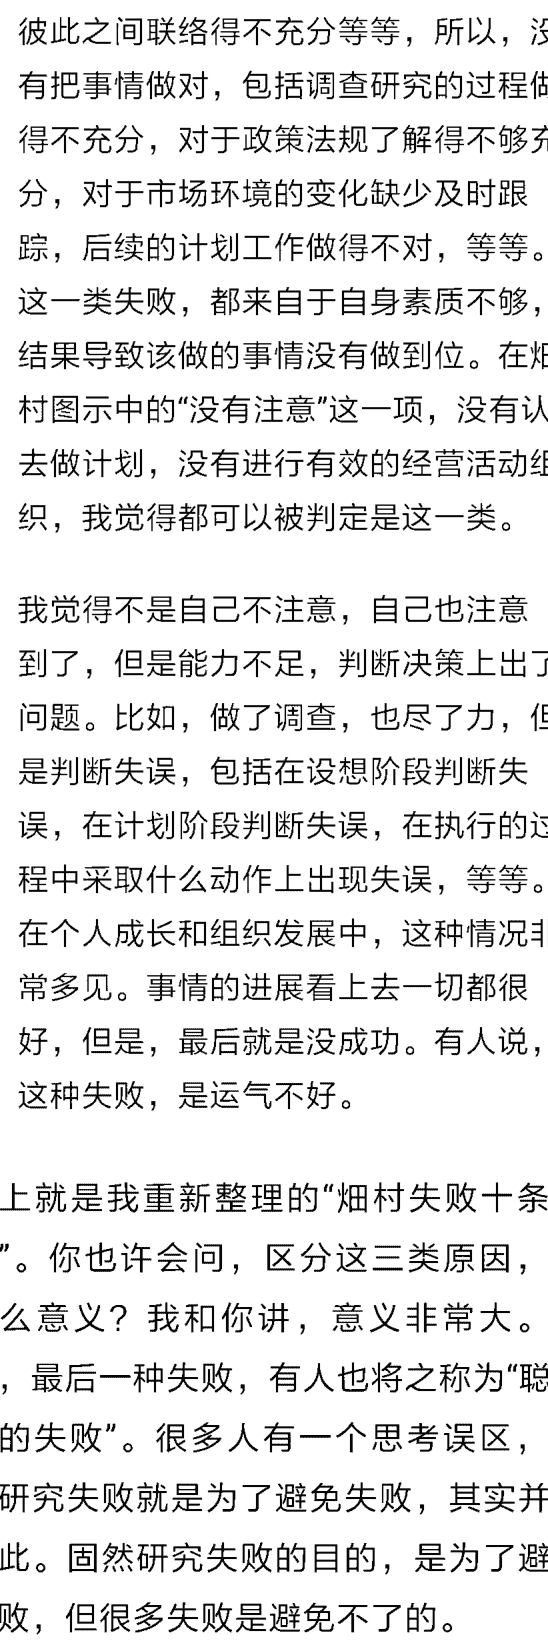 彼此之间联络得不充分等等，所以，没
有把事情做对，包括调查研究的过程做
得不充分，对于政策法规了解得不够充
分，对于市场环境的变化缺少及时跟
踪，后续的计划工作做得不对，等等。
这一类失败，都来自于自身素质不够，
结果导致该做的事情没有做到位。在畑
村图示中的“没有注意”这一项，没有认
去做计划，没有进行有效的经营活动组
织，我觉得都可以被判定是这一类。
我觉得不是自己不注意，自己也注意
到了，但是能力不足，判断决策上出了
问题。比如，做了调查，也尽了力，但
是判断失误，包括在设想阶段判断失
误，在计划阶段判断失误，在执行的过
程中采取什么动作上出现失误，等等。
在个人成长和组织发展中，这种情况非
常多见。事情的进展看上去一切都很
好，但是，最后就是没成功。有人说，
这种失败，是运气不好。
上就是我重新整理的“畑村失败十条
”。你也许会问，区分这三类原因，
么意义？我和你讲，意义非常大。
，最后一种失败，有人也将之称为“聪
的失败”。很多人有一个思考误区，
研究失败就是为了避免失败，其实并
此。固然研究失败的目的，是为了避
败，但很多失败是避免不了的。